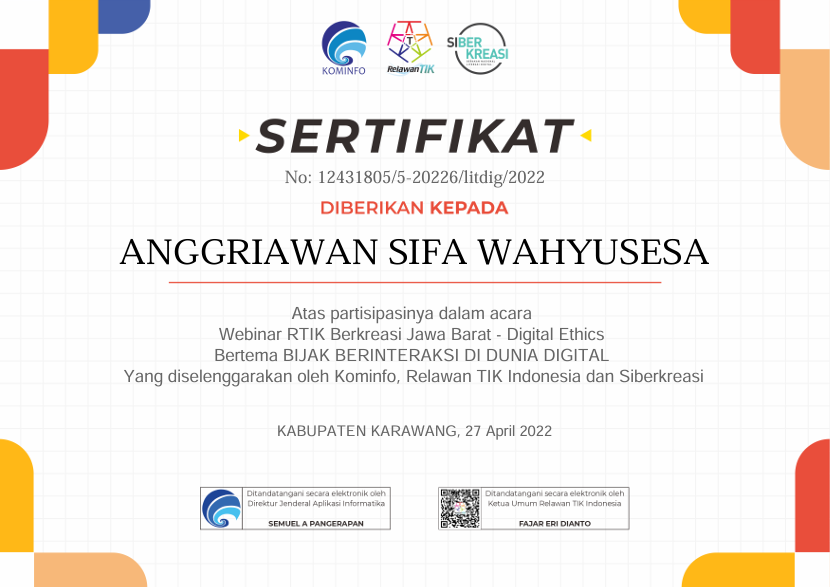 KOMINFO
RelawanTIK
SIBER
KREASI
SERTIFIKAT
No: 12431805/5-20226/litdig/2022
DIBERIKAN KEPADA
ANGGRIAWAN SIFA WAHYUSESA
Atas partisipasinya dalam acara
Webinar RTIK Berkreasi Jawa Barat - Digital Ethics
Bertema BIJAK BERINTERAKSI DI DUNIA DIGITAL
Yang diselenggarakan oleh Kominfo, Relawan TIK Indonesia dan Siberkreasi
KABUPATEN KARAWANG, 27 April 2022
Ditandatangani secara elektronik oleh
Direktur Jenderal Aplikasi Informatika
SEMUEL A PANGERAPAN
Ditandatangani secara elektronik oleh
Ketua Umum Relawan TIK Indonesia
FAJAR ERI DIANTO